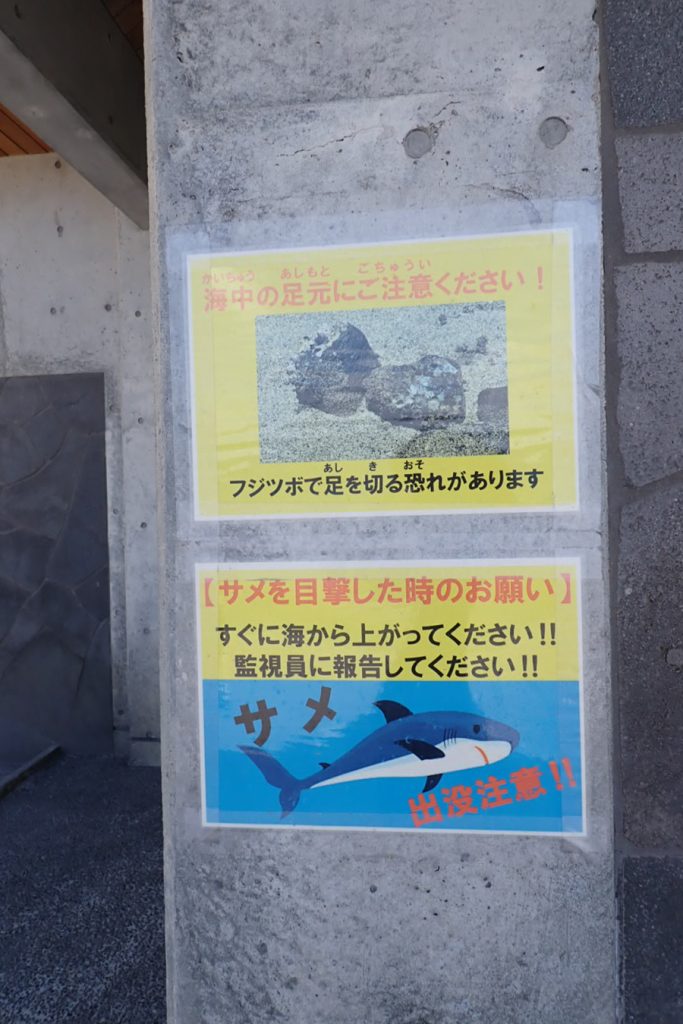 かいちゅう あしもと ごちゅうい
海中の足元にご注意ください！
あし き おそ
フジツボで足を切る恐れがあります
【サメを目撃した時のお願い】
すぐに海から上がってください!!
監視員に報告してください!!
サメ
出没注意!!